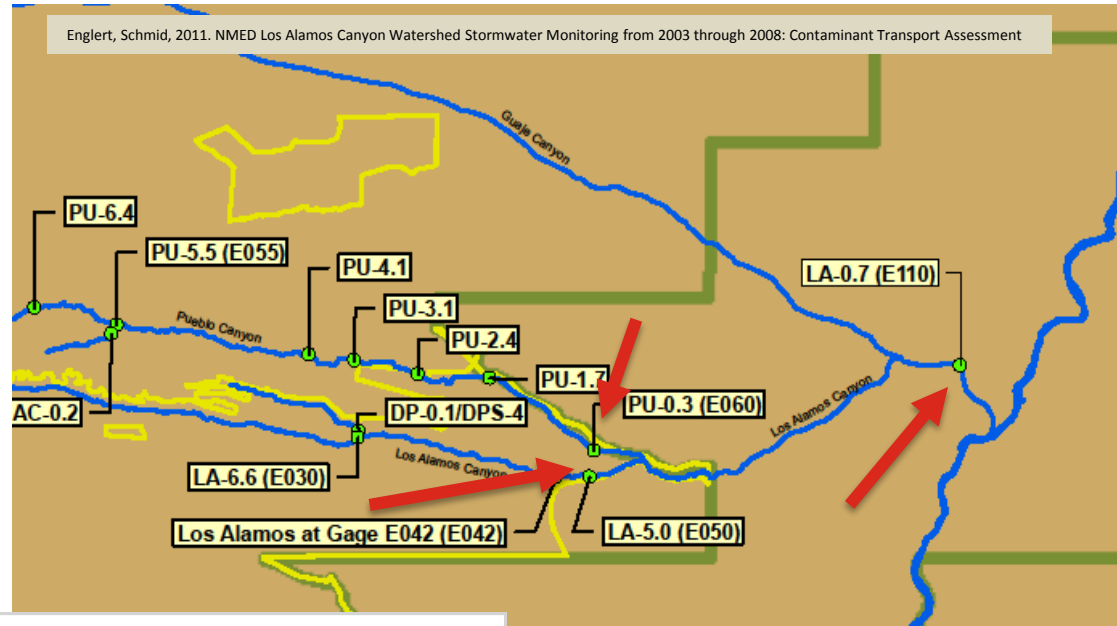 Englert, Schmid, 2011. NMED Los Alamos Canyon Watershed Stormwater Monitoring from 2003 through 2008: Contaminant Transport Assessment
Guaje Canyon
PU-6.4
PU-5.5 (E055)
PU-4.1
LA-0.7 (E110)
PU-3.1
Pueblo Canyon
PU-2.4
PU-1.7
PU-0.3 (E060)
AC-0.2
DP-0.1/DPS-4
Los Alamos Canyon
Los Alamos Canyon
LA-6.6 (E030)
Los Alamos at Gage E042 (E042)
LA-5.0 (E050)